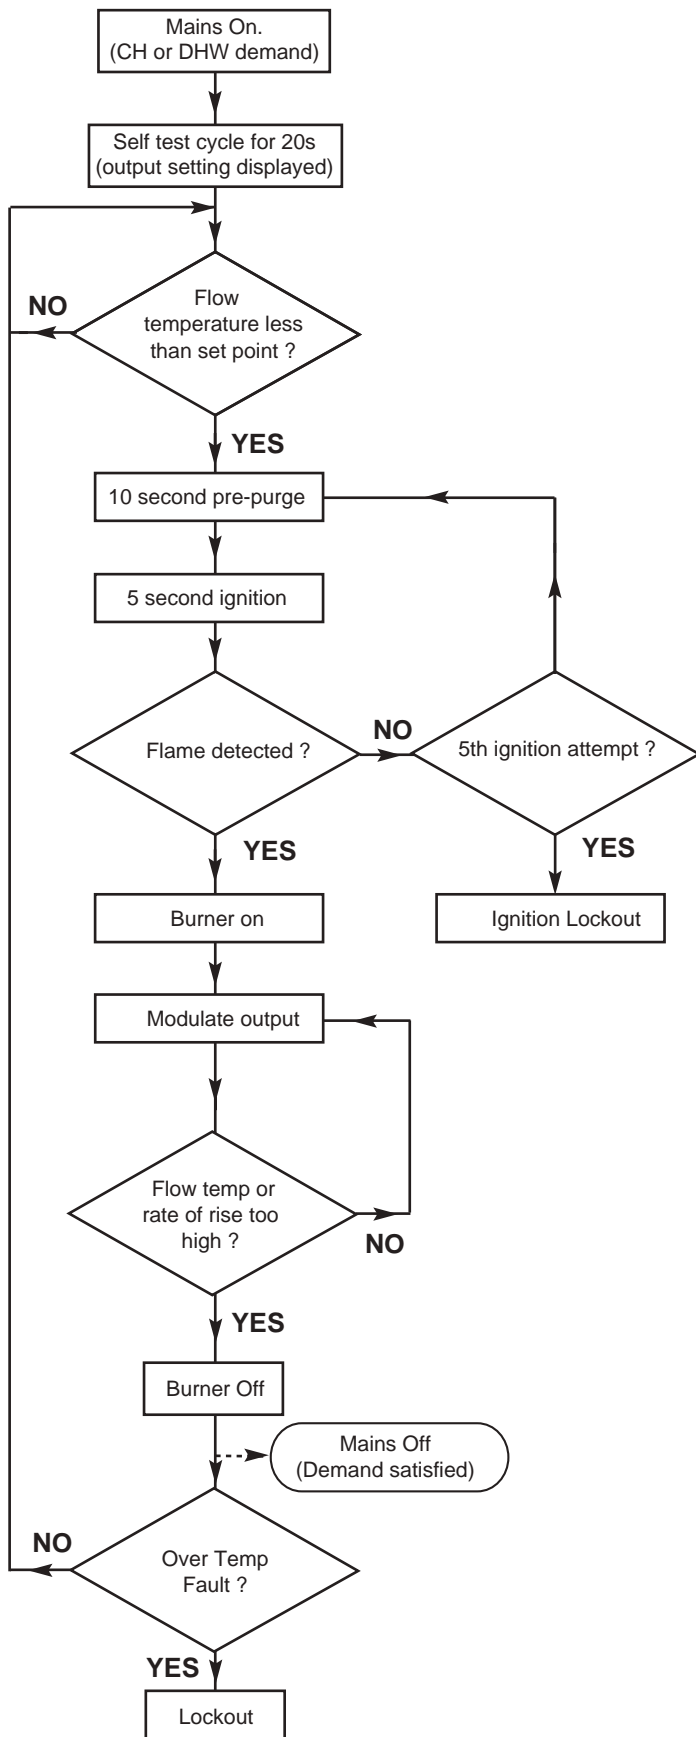 Mains On.
(CH or DHW demand)
Self test cycle for 20s
(output setting displayed)
NO
Flow
temperature less
than set point ?
YES
10 second pre-purge
5 second ignition
Flame detected ?
NO
5th ignition attempt ?
YES
YES
Burner on
Ignition Lockout
Modulate output
Flow temp or
rate of rise too
high ?
NO
YES
Burner Off
Mains Off
(Demand satisfied)
NO
Over Temp
Fault ?
YES
Lockout